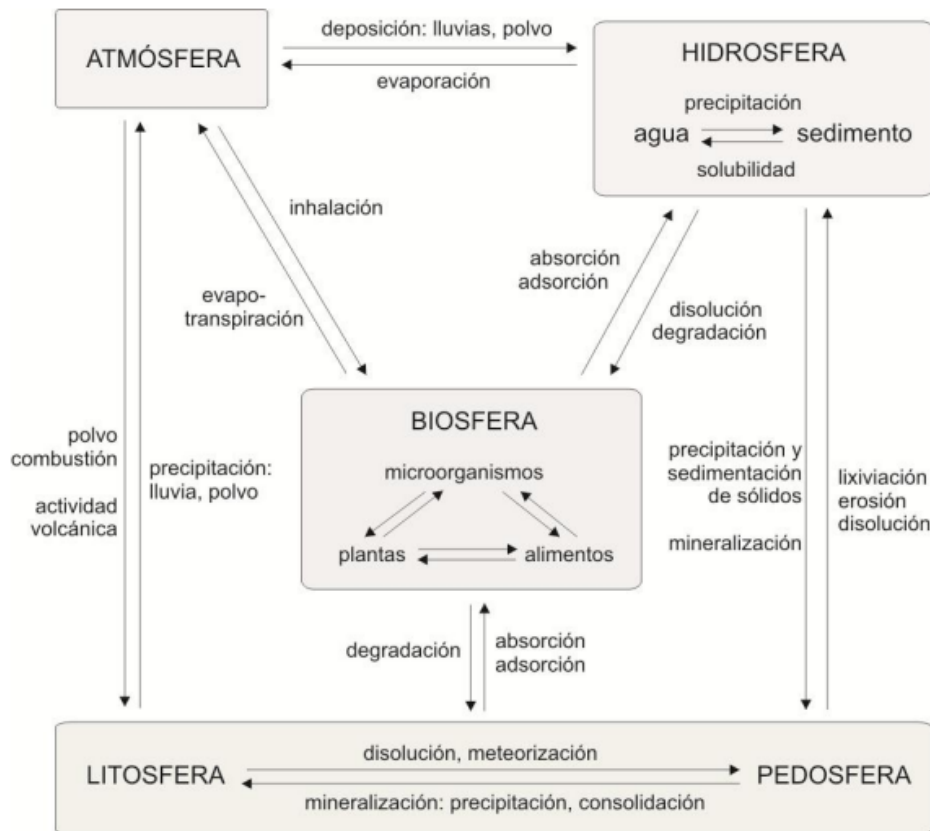 ATMÓSFERA
deposición: lluvias, polvo
evaporación
HIDROSFERA
precipitación
agua
sedimento
solubilidad
inhalación
evapo-
transpiración
absorción
adsorción
disolución
degradación
BIOSFERA
microorganismos
plantas
alimentos
polvo
combustión
actividad
volcánica
precipitación:
lluvia, polvo
precipitación y
sedimentación
de sólidos
mineralización
lixiviación
erosión
disolución
degradación
absorción
adsorción
LITOSFERA
disolución, meteorización
mineralización: precipitación, consolidación
PEDOSFERA